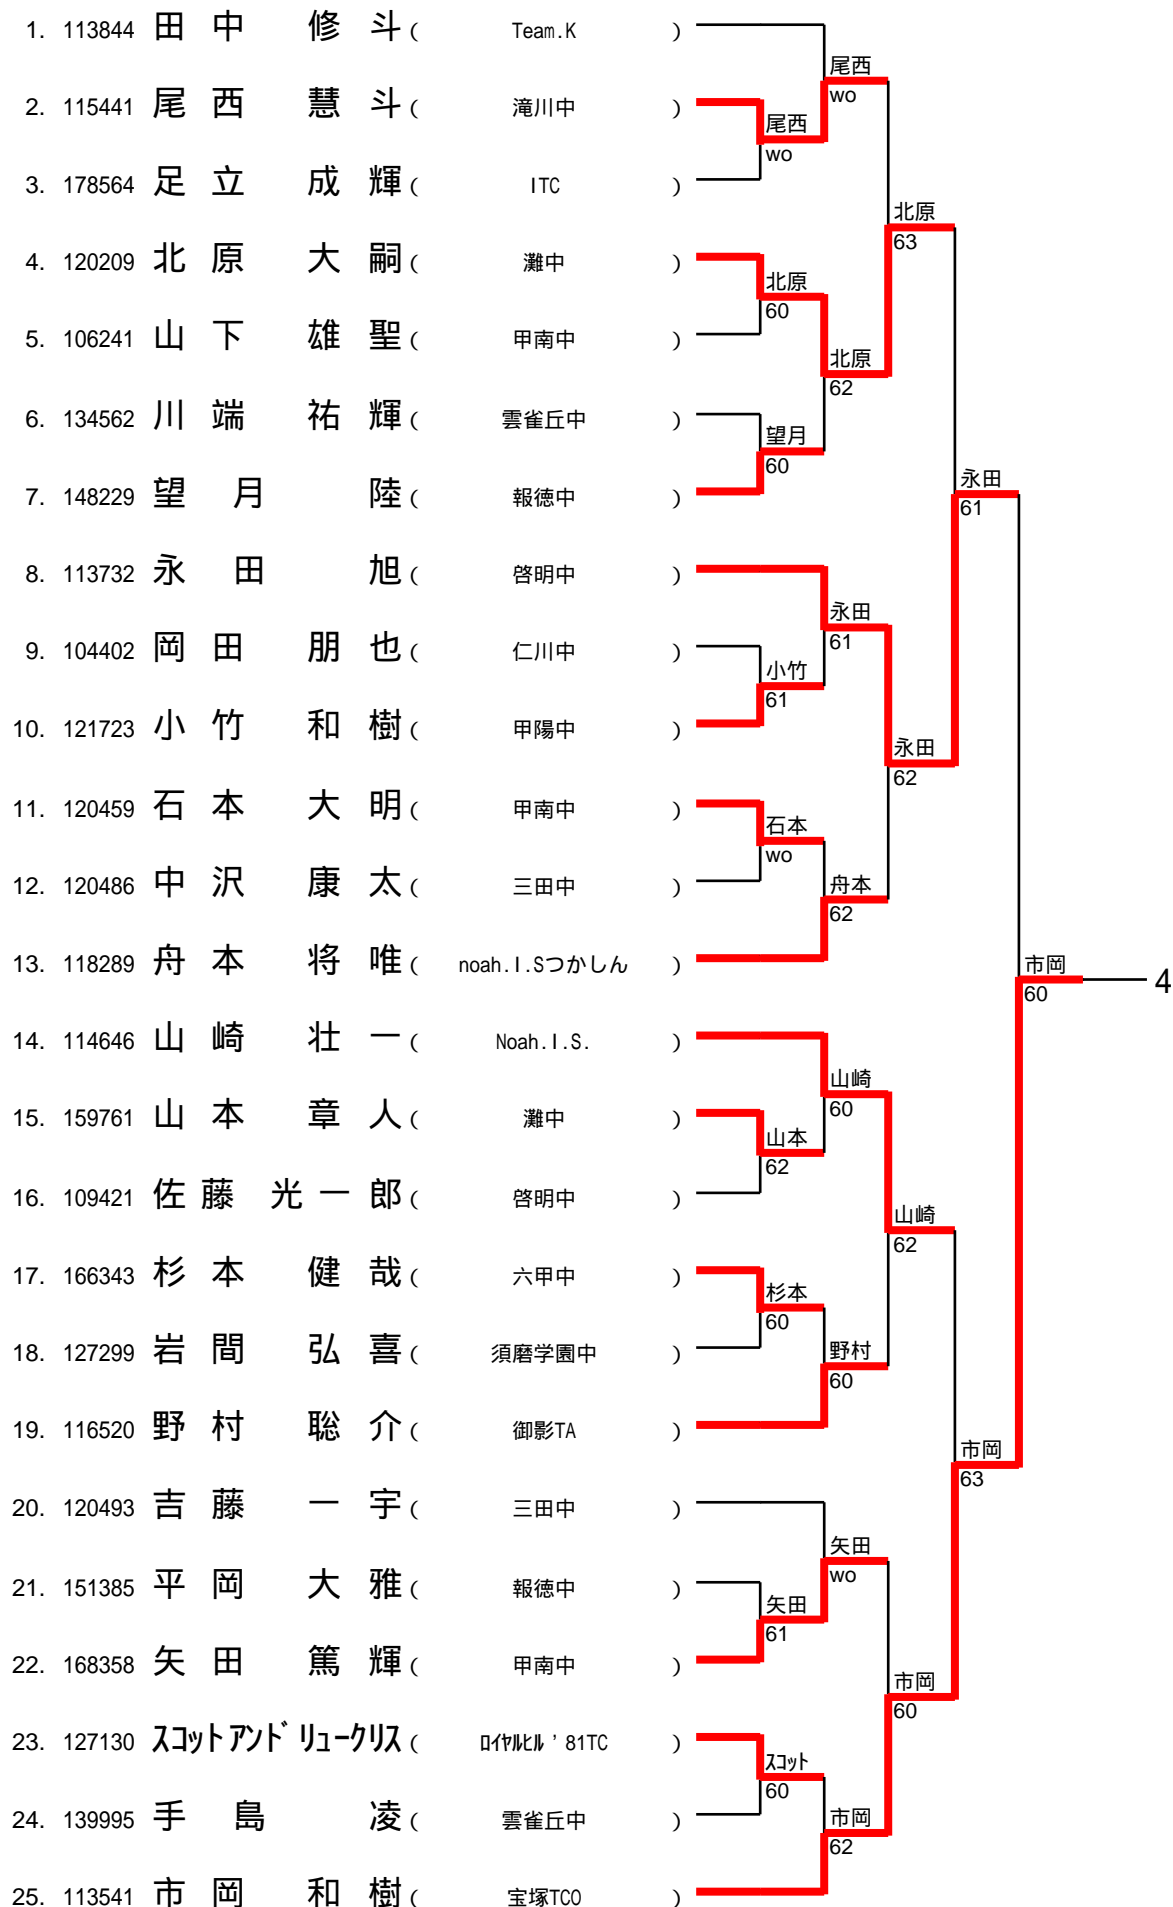 1. 113844 田中 修斗 ( Team.K )
尾西
wo
2. 115441 尾西 慧斗 ( 滝川中 )
尾西
wo
3. 178564 足立 成輝 ( ITC )
北原
63
4. 120209 北原 大嗣 ( 灘中 )
北原
60
5. 106241 山下 雄聖 ( 甲南中 )
北原
62
6. 134562 川端 祐輝 ( 雲雀丘中 )
望月
60
7. 148229 望月 陸 ( 報徳中 )
永田
61
8. 113732 永田 旭 ( 啓明中 )
永田
61
9. 104402 岡田 朋也 ( 仁川中 )
小竹
61
10. 121723 小竹 和樹 ( 甲陽中 )
永田
62
11. 120459 石本 大明 ( 甲南中 )
石本
wo
12. 120486 中沢 康太 ( 三田中 )
舟本
62
13. 118289 舟本 将唯 ( noah.I.Sつかしん )
市岡
60
4
14. 114646 山崎 壮一 ( Noah.I.S. )
山崎
60
15. 159761 山本 章人 ( 灘中 )
山本
62
16. 109421 佐藤 光一郎 ( 啓明中 )
山崎
62
17. 166343 杉本 健哉 ( 六甲中 )
杉本
60
18. 127299 岩間 弘喜 ( 須磨学園中 )
野村
60
19. 116520 野村 聡介 ( 御影TA )
市岡
63
20. 120493 吉藤 一宇 ( 三田中 )
矢田
wo
21. 151385 平岡 大雅 ( 報徳中 )
矢田
61
22. 168358 矢田 篤輝 ( 甲南中 )
市岡
60
23. 127130 ｽｺｯﾄｱﾝﾄﾞﾘｭｰｸﾘｽ ( ﾛｲﾔﾙﾋﾙ'81TC )
ｽｺｯﾄ
60
24. 139995 手島 凌 ( 雲雀丘中 )
市岡
62
25. 113541 市岡 和樹 ( 宝塚TCO )